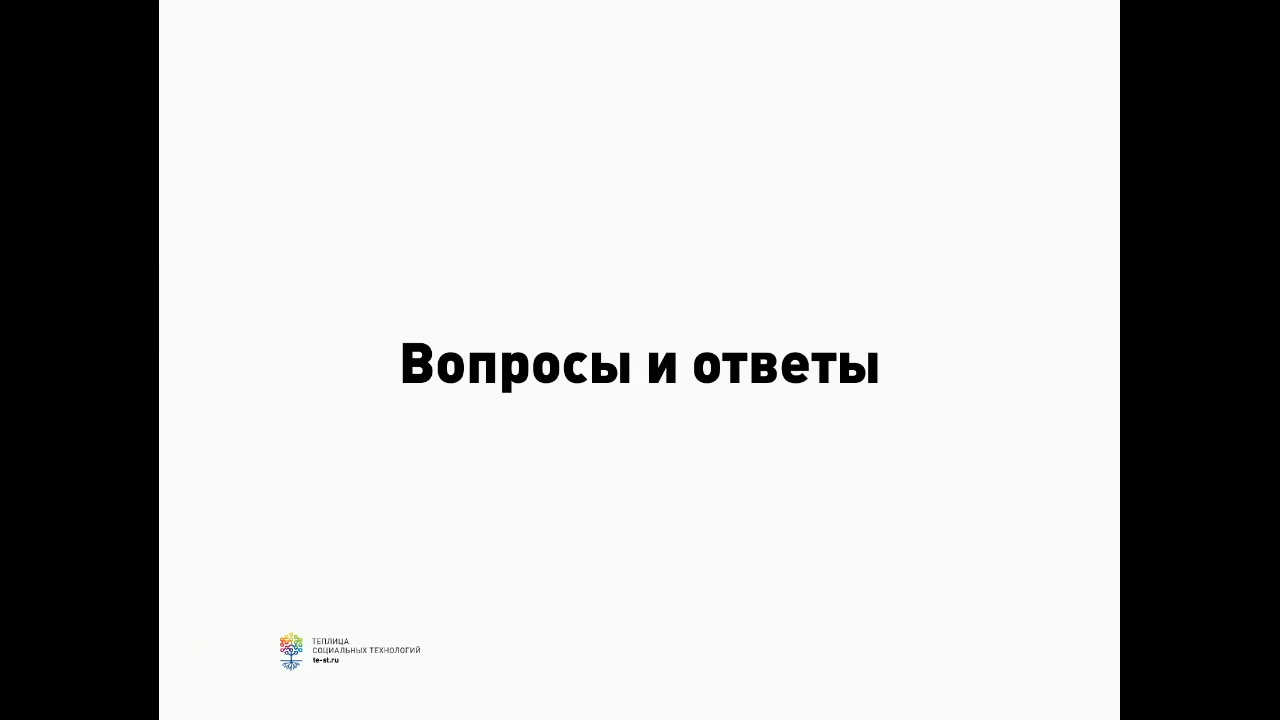 Вопросы и ответы
ТЕПЛИЦА
СОЦИАЛЬНЫХ ТЕХНОЛОГИЙ
te-st.ru